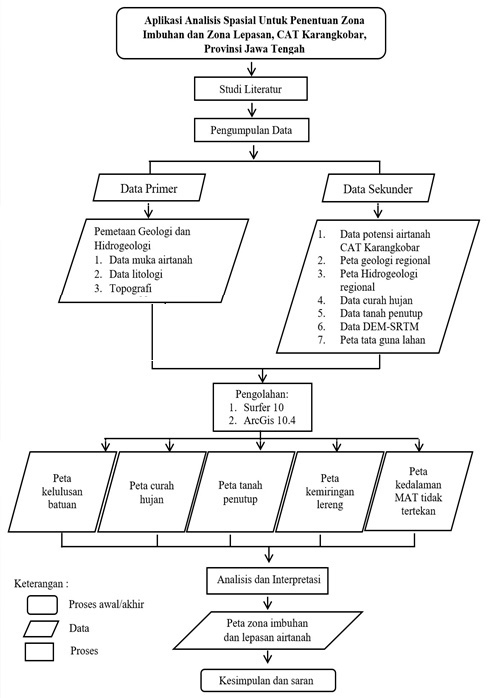 Aplikasi Analisis Spasial Untuk Penentuan Zona
Imbuhan dan Zona Lepasan, CAT Karangkobar,
Provinsi Jawa Tengah
Studi Literatur
Pengumpulan Data
Data Primer
Data Sekunder
Pemetaan Geologi dan
Hidrogeologi
1. Data muka airtanah
2. Data litologi
3. Topografi
1. Data potensi airtanah
CAT Karangkobar
2. Peta geologi regional
3. Peta Hidrogeologi
regional
4. Data curah hujan
5. Data tanah penutup
6. Data DEM-SRTM
7. Peta tata guna lahan
Pengolahan:
1. Surfer 10
2. ArcGis 10.4
Peta
kelulusan
batuan
Peta curah
hujan
Peta tanah
penutup
Peta
kemiringan
lereng
Peta
kedalaman
MAT tidak
tertekan
Analisis dan Interpretasi
Peta zona imbuhan
dan lepasan airtanah
Kesimpulan dan saran
Keterangan :
Proses awal/akhir
Data
Proses